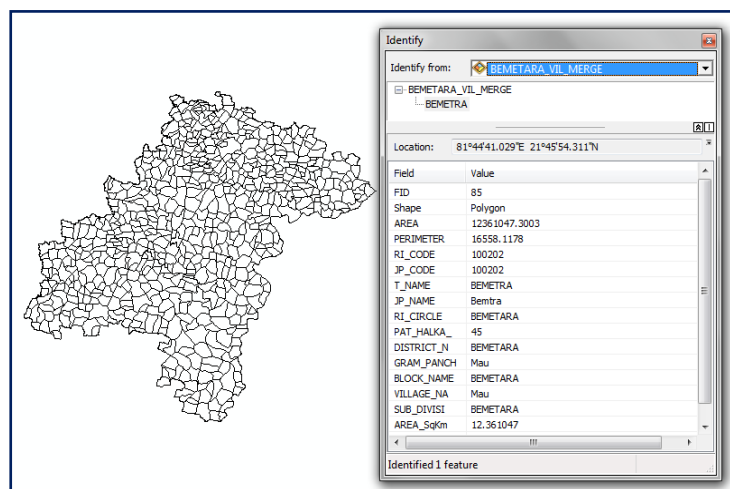 Identify
Identify from: BEMETARA_VIL_MERGE
BEMETARA_VIL_MERGE
BEMETRA
Location: 81°44'41.029"E 21°45'54.311"N
Field Value
FID 85
Shape Polygon
AREA 12361047.3003
PERIMETER 16558.1178
RI_CODE 100202
JP_CODE 100202
T_NAME BEMETRA
JP_NAME Bemtra
RI_CIRCLE BEMETARA
PAT_HALKA_ 45
DISTRICT_N BEMETARA
GRAM_PANCH Mau
BLOCK_NAME BEMETARA
VILLAGE_NA Mau
SUB_DIVISI BEMETARA
AREA_SqKm 12.361047
Identified 1 feature